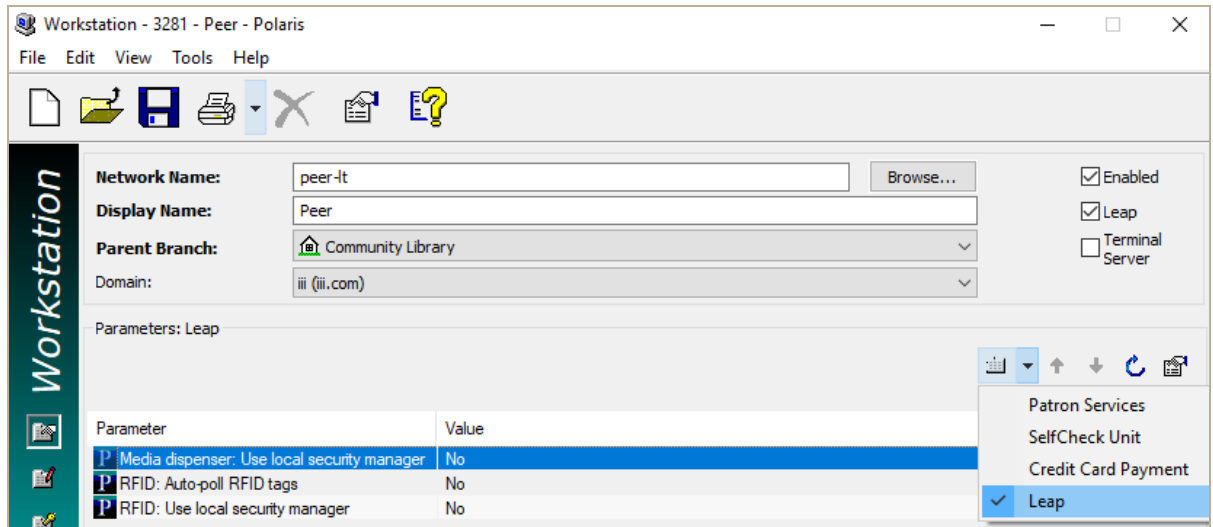 Workstation - 3281 - Peer - Polaris
File Edit View Tools Help
Workstation
Network Name: peer-lt Browse... Enabled
Display Name: Peer Leap
Parent Branch: Community Library Terminal Server
Domain: iii (iii.com)
Parameters: Leap
Parameter Value
Media dispenser: Use local security manager No
RFID: Auto-poll RFID tags No
RFID: Use local security manager No
Patron Services
SelfCheck Unit
Credit Card Payment
Leap